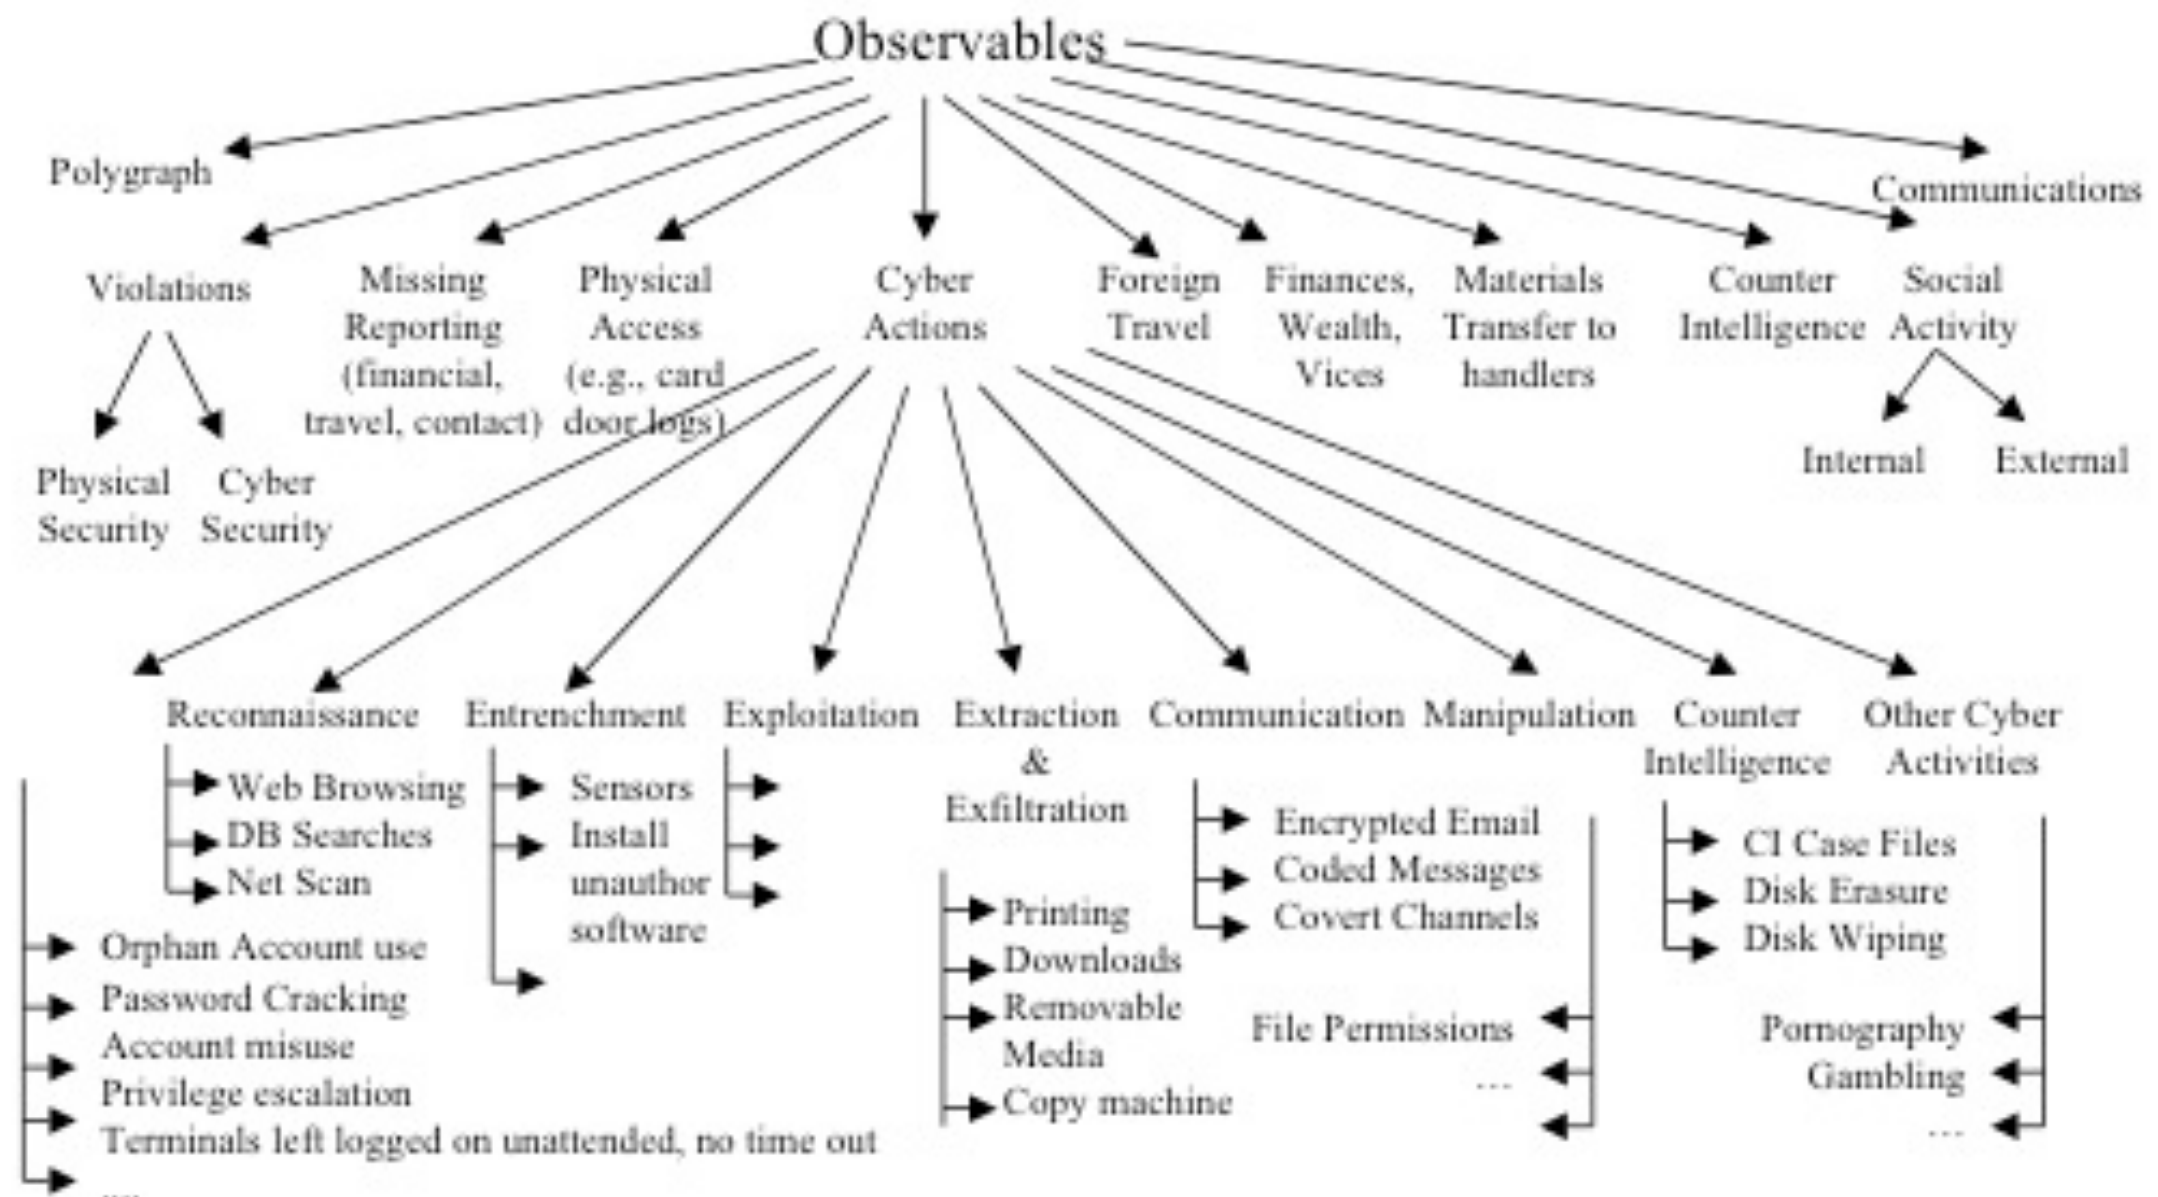 Observables
Polygraph
Communications
Violations
Missing
Reporting
(financial,
travel, contact)
Physical
Access
(e.g., card
door logs)
Cyber
Actions
Foreign
Travel
Finances,
Wealth,
Vices
Materials
Transfer to
handlers
Counter
Intelligence
Social
Activity
Physical
Security
Cyber
Security
Internal
External
Reconnaissance
Web Browsing
DB Searches
Net Scan
Entrenchment
Sensors
Install
unauthor
software
Exploitation
Extraction
&
Exfiltration
Printing
Downloads
Removable
Media
Copy machine
Communication
Encrypted Email
Coded Messages
Covert Channels
Manipulation
File Permissions
...
Counter
Intelligence
CI Case Files
Disk Erasure
Disk Wiping
Other Cyber
Activities
Pornography
Gambling
...
Orphan Account use
Password Cracking
Account misuse
Privilege escalation
Terminals left logged on unattended, no time out
...